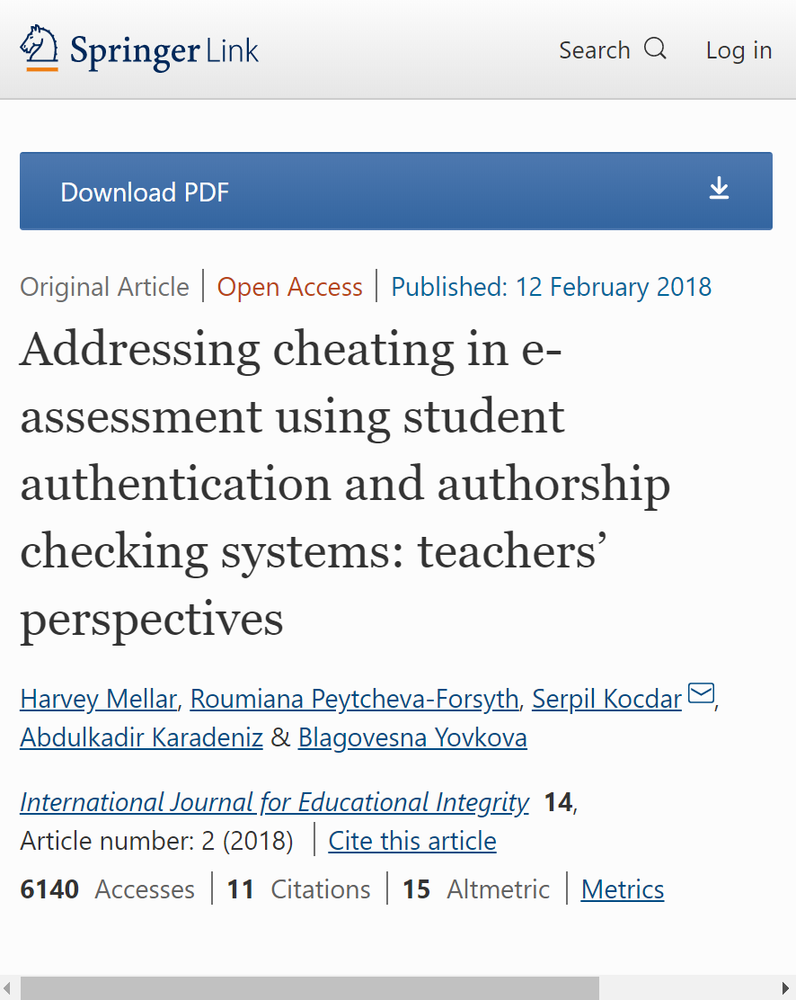 Springer Link
Search
Log in
Download PDF
Original Article | Open Access | Published: 12 February 2018
Addressing cheating in e-
assessment using student
authentication and authorship
checking systems: teachers’
perspectives
Harvey Mellar, Roumiana Peytcheva-Forsyth, Serpil Kocdar,
Abdulkadir Karadeniz & Blagovesna Yovkova
International Journal for Educational Integrity 14,
Article number: 2 (2018) | Cite this article
6140 Accesses | 11 Citations | 15 Altmetric | Metrics